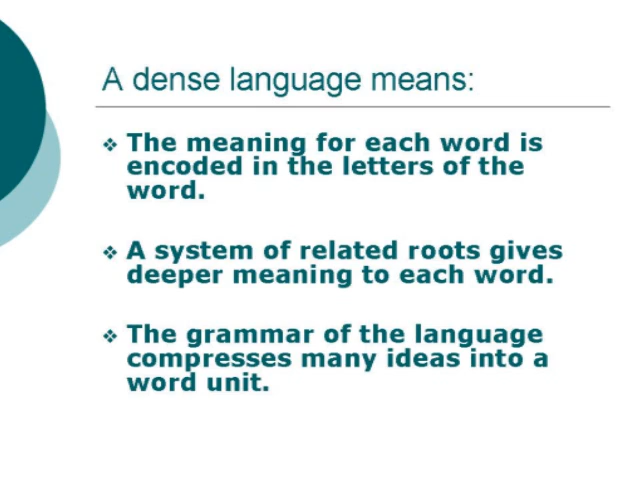 A dense language means:
The meaning for each word is
encoded in the letters of the
word.
A system of related roots gives
deeper meaning to each word.
The grammar of the language
compresses many ideas into a
word unit.